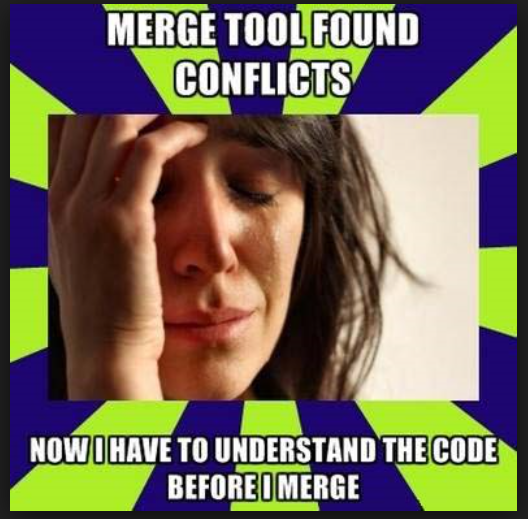 MERGE TOOL FOUND
CONFLICTS
NOW I HAVE TO UNDERSTAND THE CODE
BEFORE I MERGE